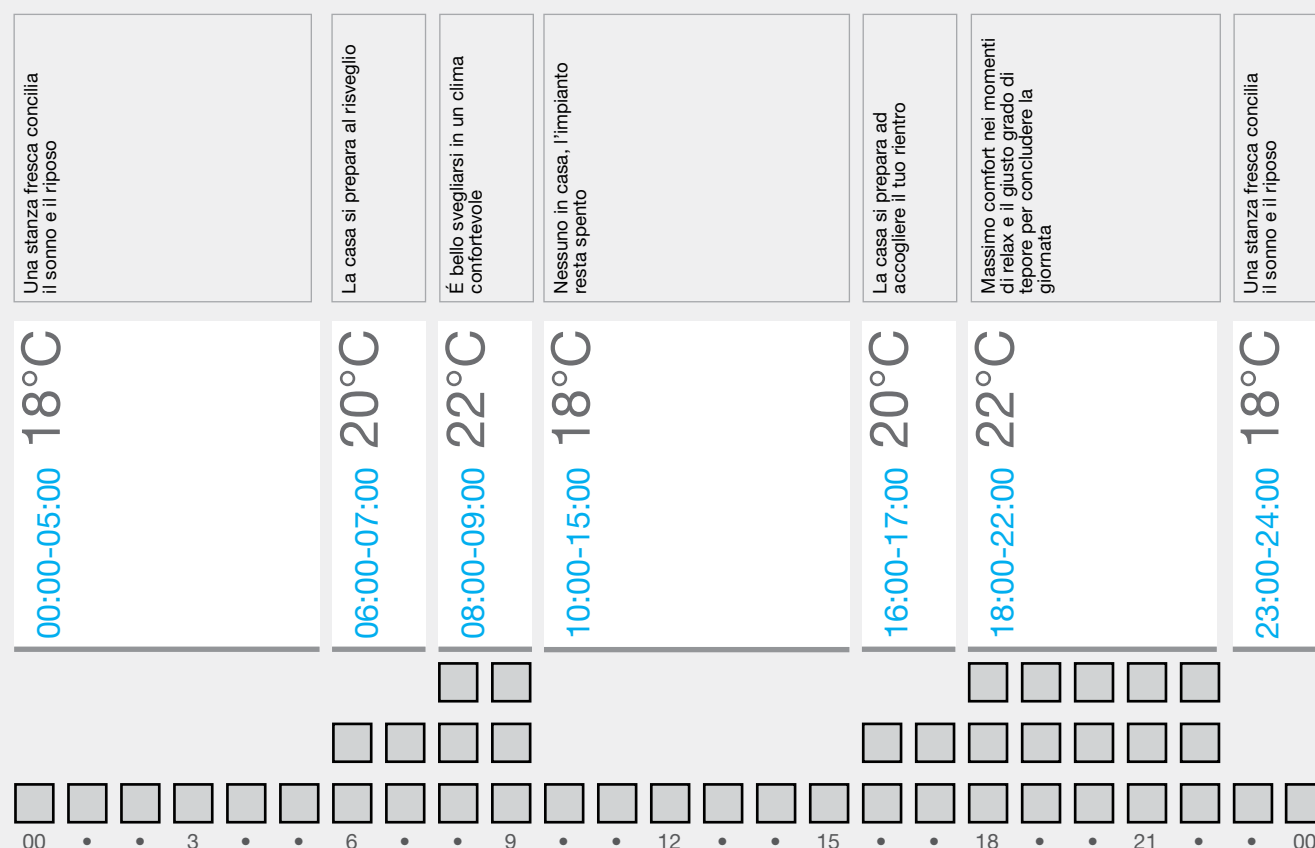 Una stanza fresca concilia
il sonno e il riposo
La casa si prepara al risveglio
É bello svegliarsi in un clima
confortevole
Nessuno in casa, l’impianto
resta spento
La casa si prepara ad
accogliere il tuo rientro
Massimo comfort nei momenti
di relax e il giusto grado di
tepore per concludere la
giornata
Una stanza fresca concilia
il sonno e il riposo
00:00-05:00 18°C
06:00-07:00 20°C
08:00-09:00 22°C
10:00-15:00 18°C
16:00-17:00 20°C
18:00-22:00 22°C
23:00-24:00 18°C
00 • • 3 • • 6 • • 9 • • 12 • • 15 • • 18 • • 21 • • 00